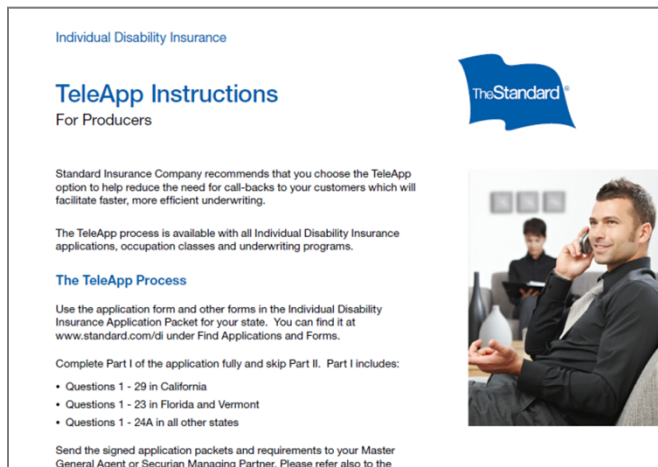 Individual Disability Insurance
TeleApp Instructions
For Producers
TheStandard®
Standard Insurance Company recommends that you choose the TeleApp
option to help reduce the need for call-backs to your customers which will
facilitate faster, more efficient underwriting.
The TeleApp process is available with all Individual Disability Insurance
applications, occupation classes and underwriting programs.
The TeleApp Process
Use the application form and other forms in the Individual Disability
Insurance Application Packet for your state.  You can find it at
www.standard.com/di under Find Applications and Forms.
Complete Part I of the application fully and skip Part II.  Part I includes:
• Questions 1 - 29 in California
• Questions 1 - 23 in Florida and Vermont
• Questions 1 - 24A in all other states
Send the signed application packets and requirements to your Master
General Agent or Securian Managing Partner. Please refer also to the